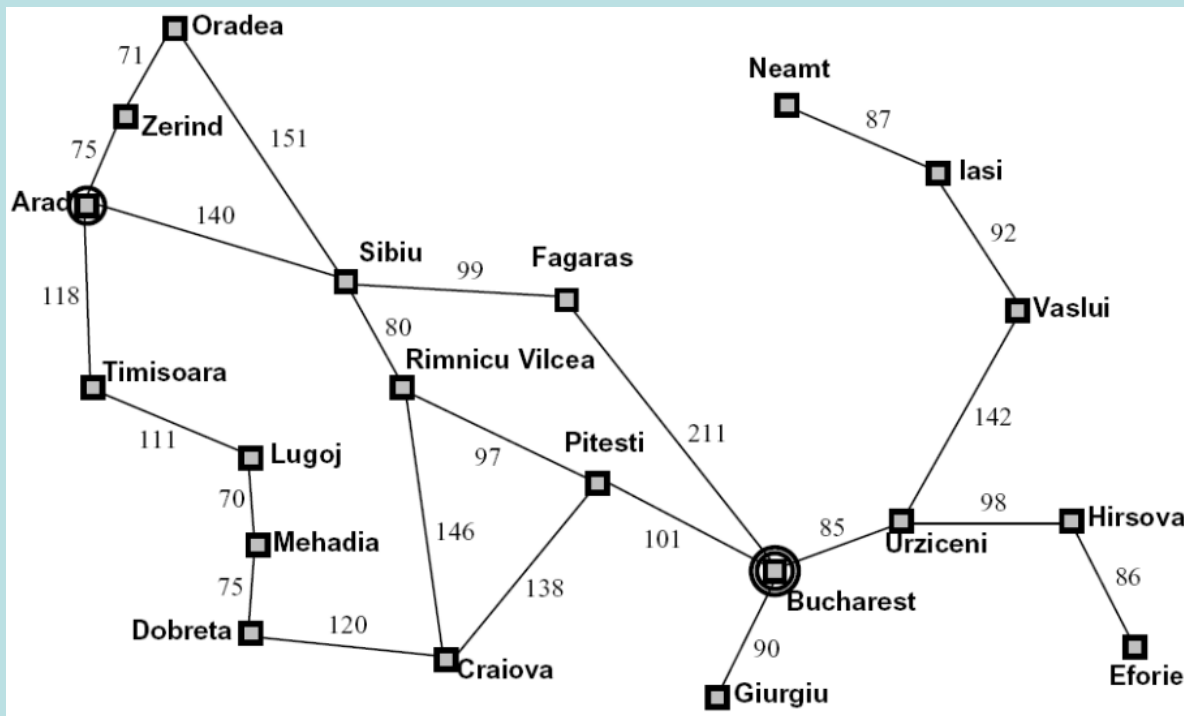 Oradea
71
Neamt
87
Zerind
151
75
Iasi
Arad
140
92
Sibiu
Fagaras
99
118
Vaslui
80
Rimnicu Vilcea
Timisoara
142
111
Pitesti
211
Lugoj
97
70
98
Hirsova
146
101
85
Urziceni
Mehadia
86
75
138
Bucharest
Dobreta
120
90
Craiova
Eforie
Giurgiu